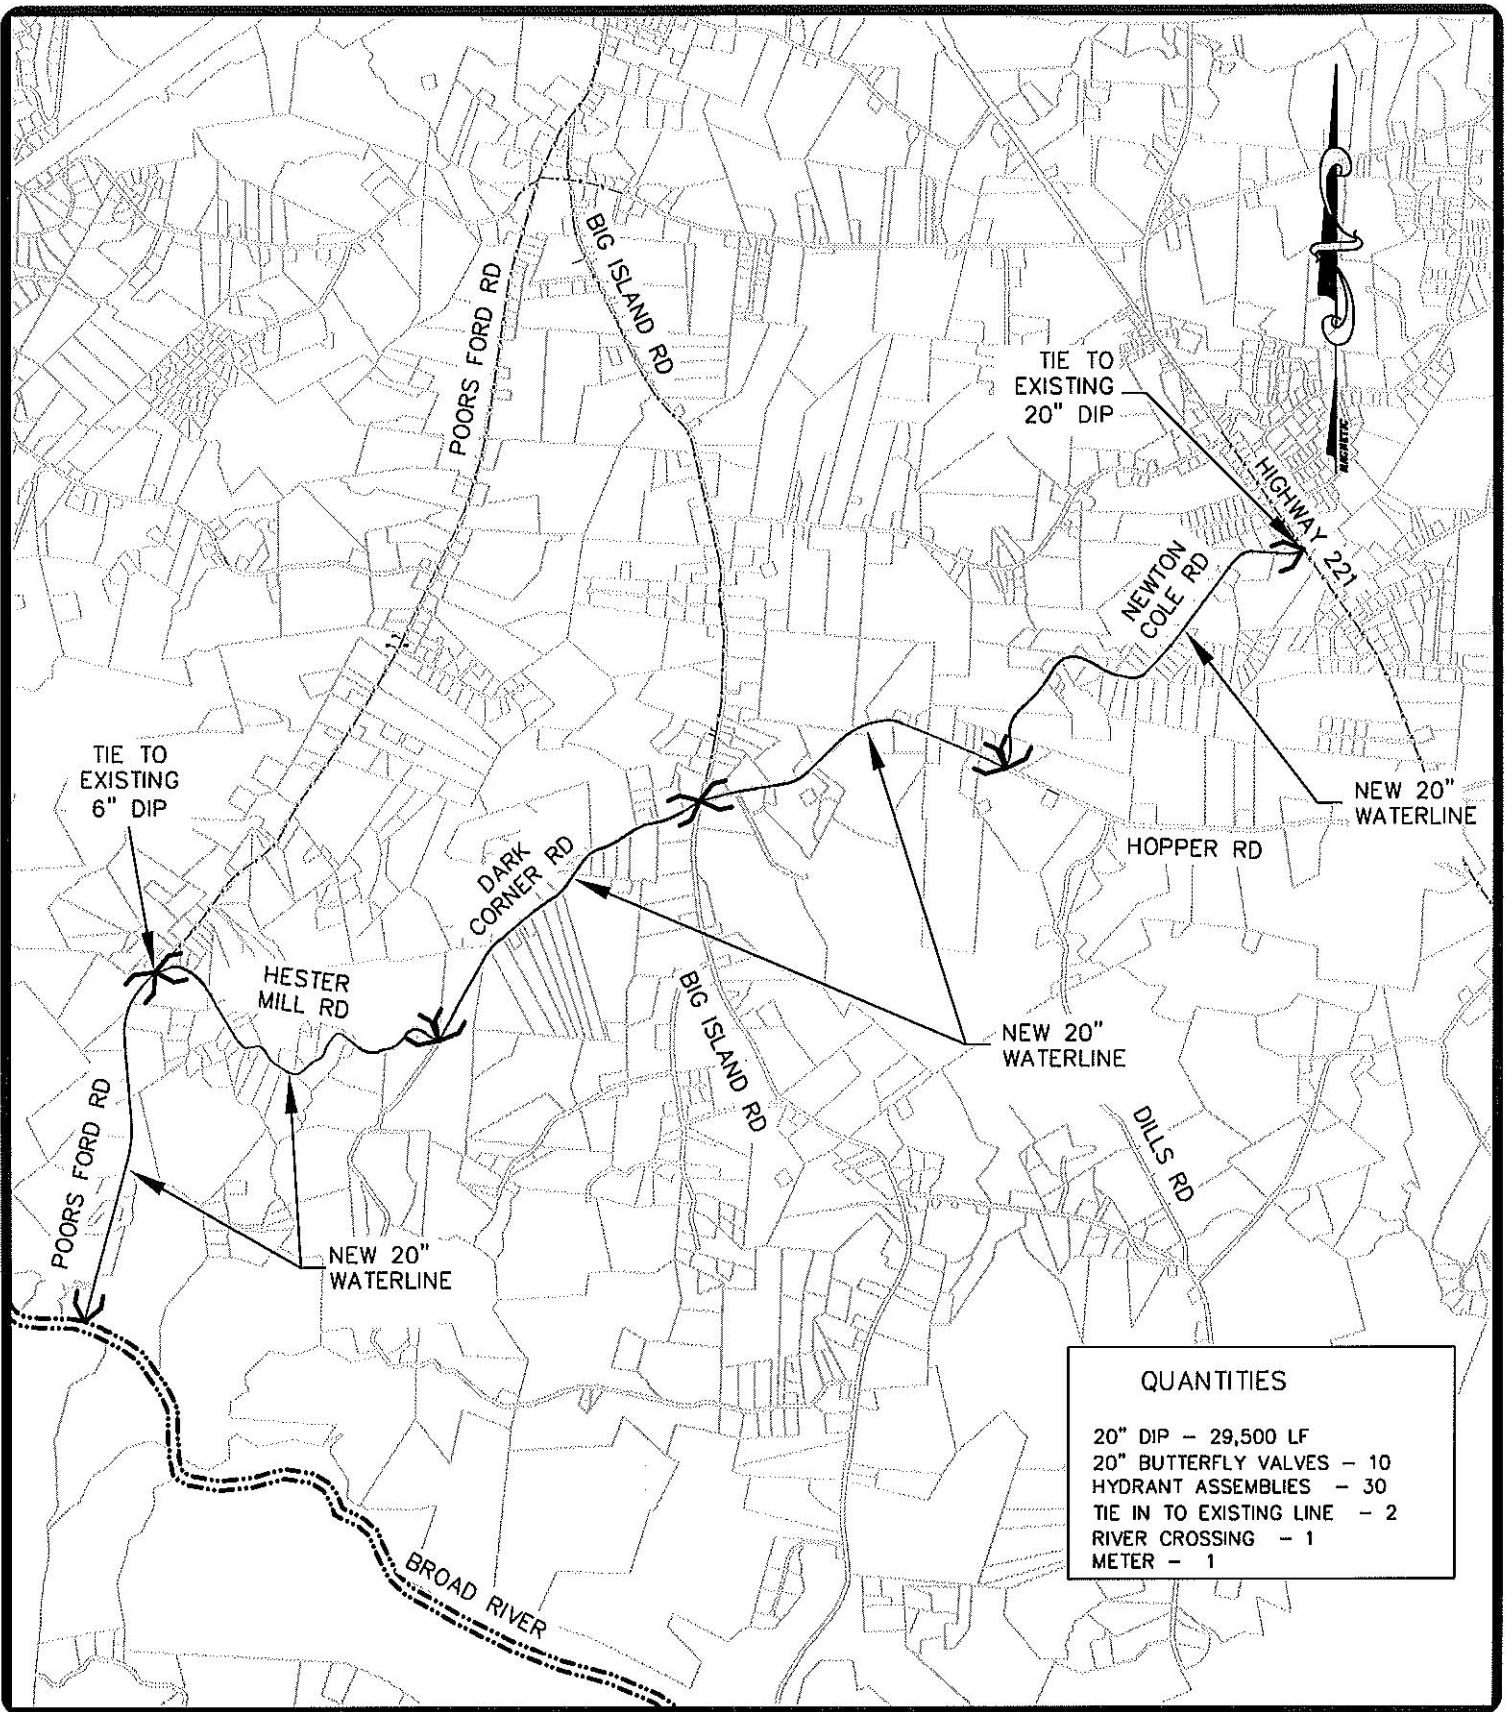 BIG ISLAND RD
POORS FORD RD
TIE TO
EXISTING
20" DIP
MAGNETIC
HIGHWAY 221
NEWTON
COLE RD
TIE TO
EXISTING
6" DIP
NEW 20"
WATERLINE
HOPPER RD
DARK
CORNER RD
HESTER
MILL RD
BIG ISLAND RD
NEW 20"
WATERLINE
POORS FORD RD
DILLS RD
NEW 20"
WATERLINE
QUANTITIES
20" DIP – 29,500 LF
20" BUTTERFLY VALVES – 10
HYDRANT ASSEMBLIES – 30
TIE IN TO EXISTING LINE – 2
RIVER CROSSING – 1
METER – 1
BROAD RIVER